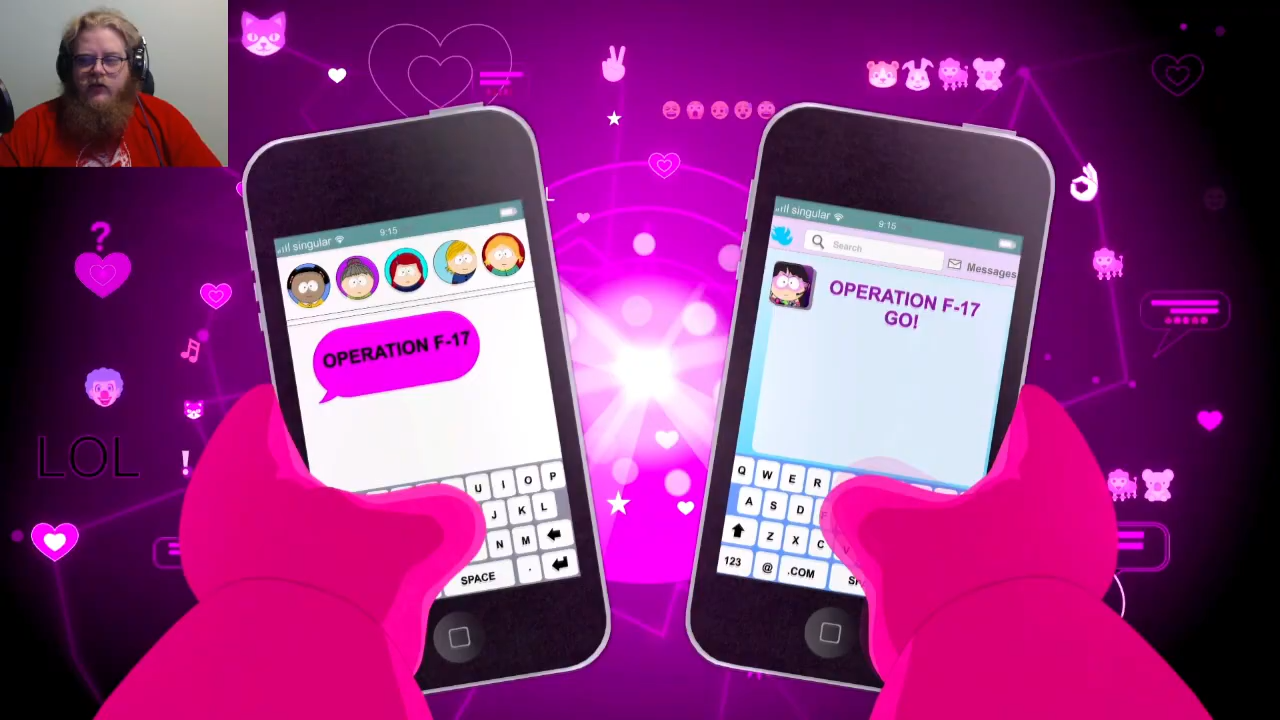 singular
9:15
OPERATION F-17
U I O P
J K L
N M
SPACE .
singular
9:15
Search
Messages
OPERATION F-17
GO!
Q W E R
A S D F
Z X C V
123 @ .COM
LOL
?
!